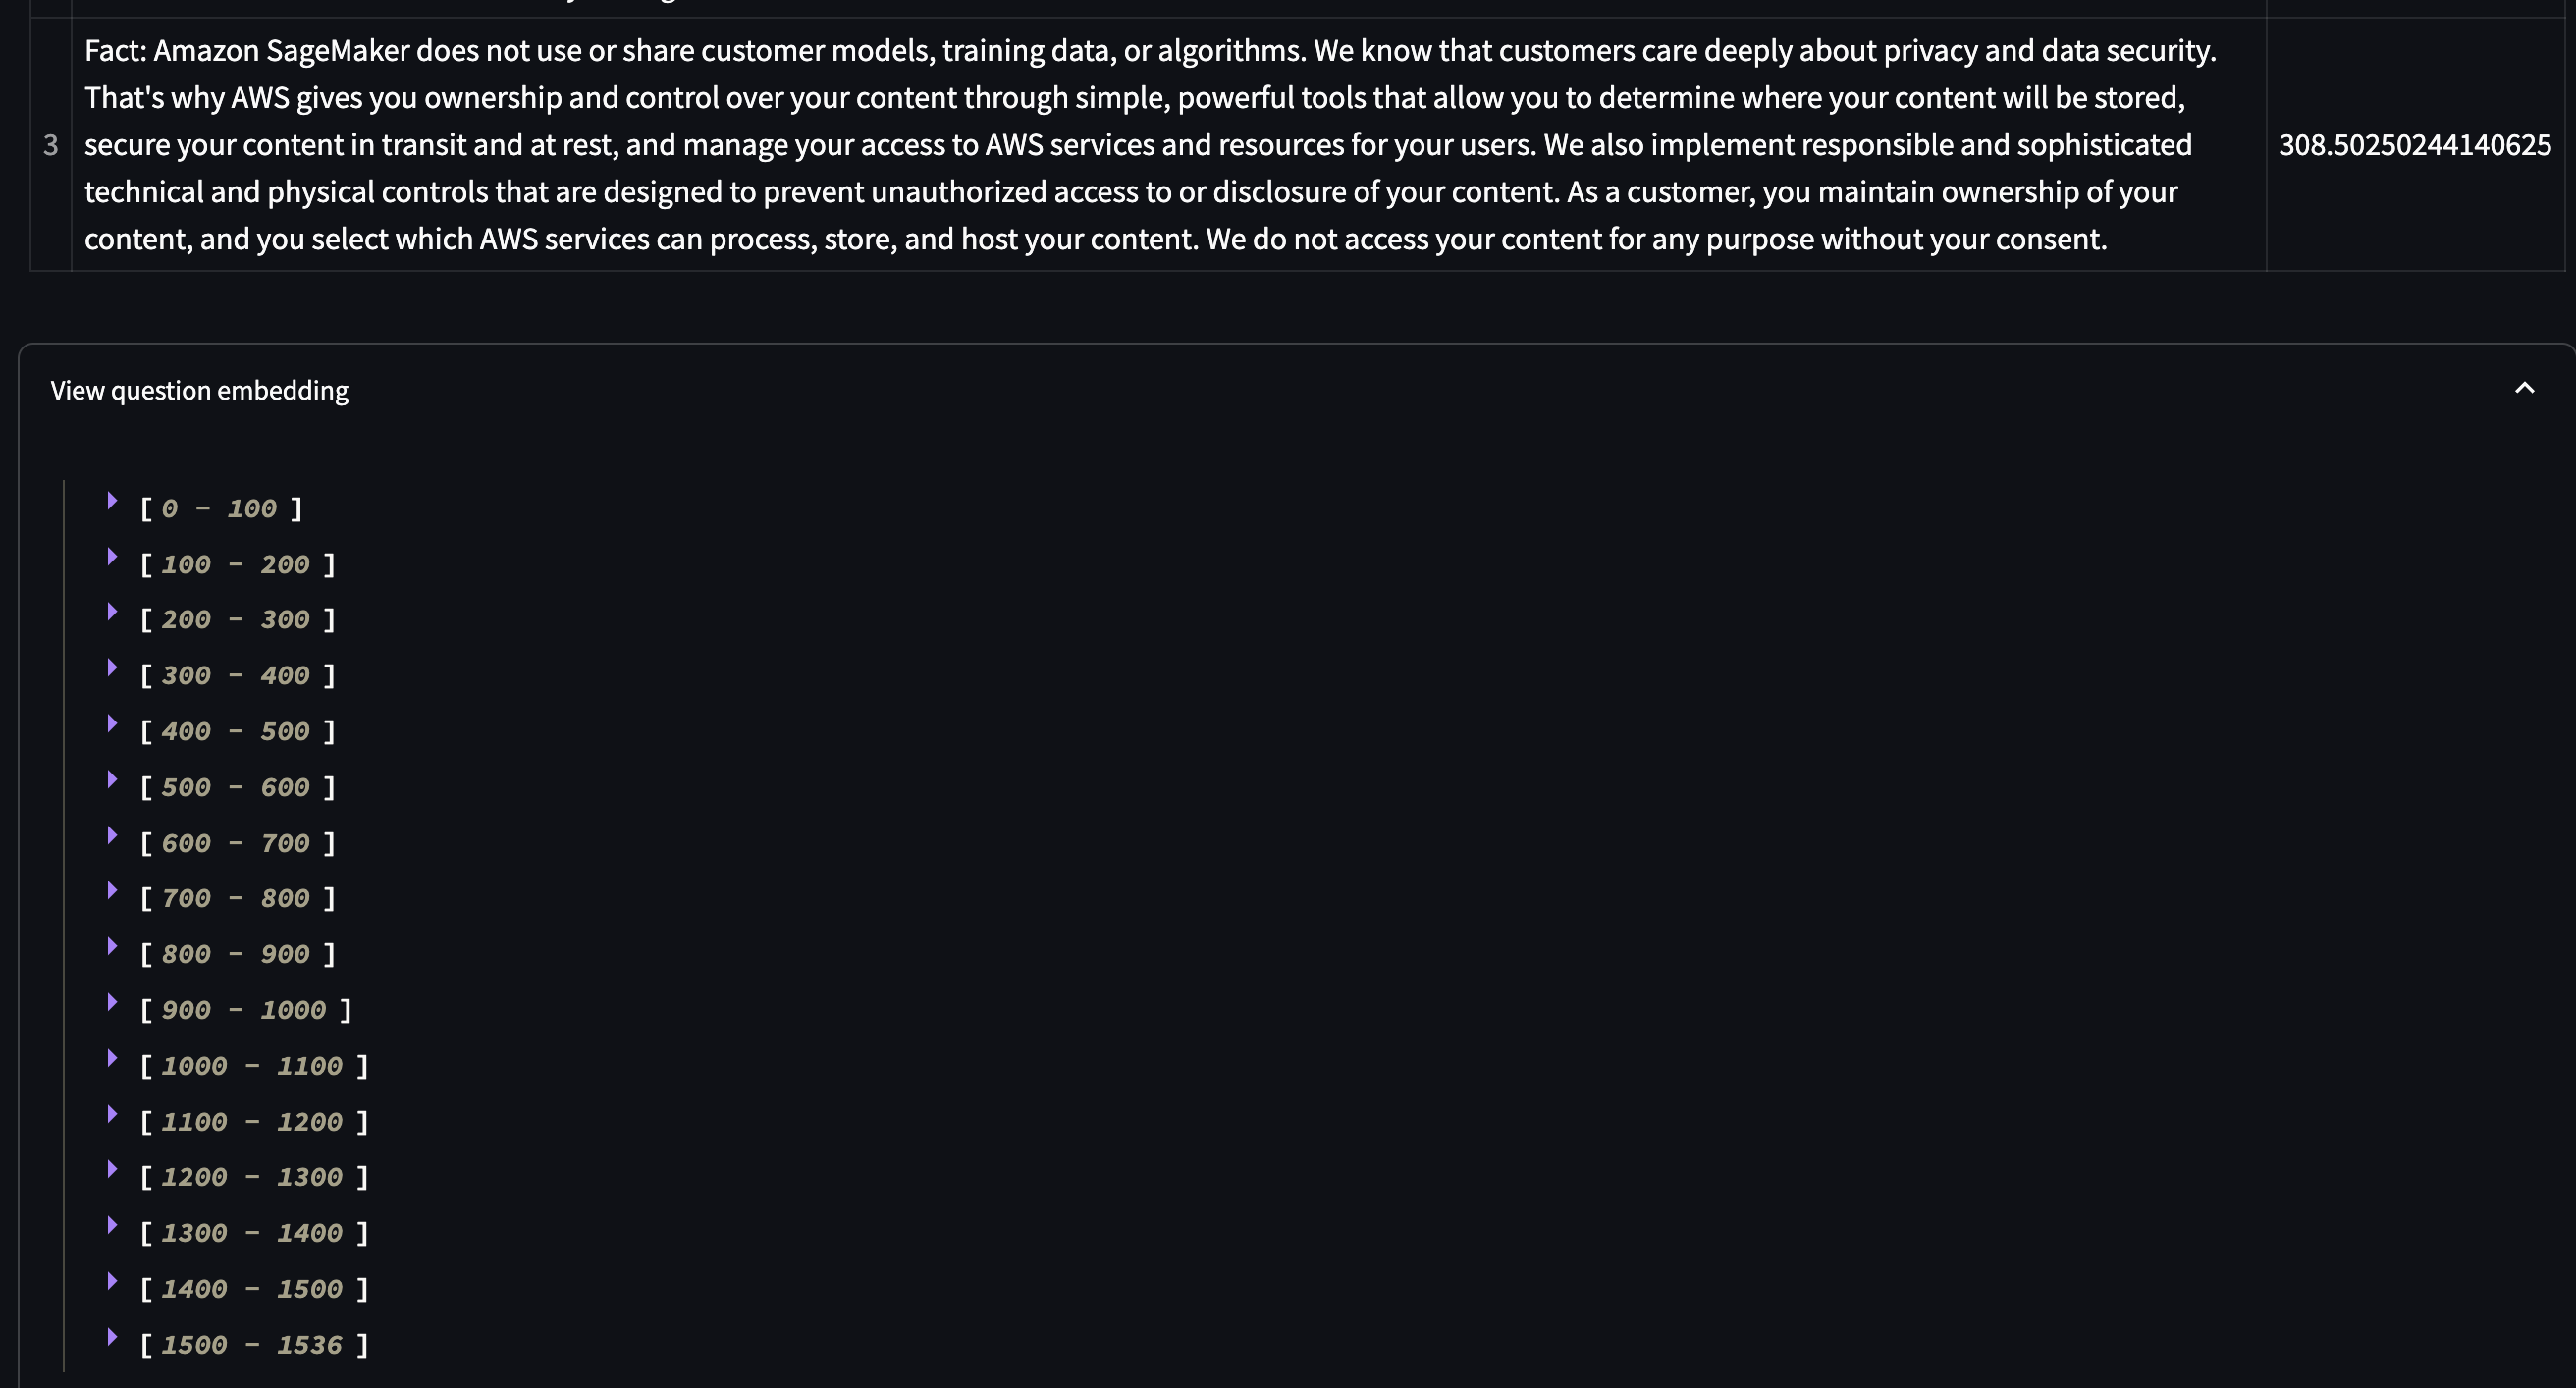 Fact: Amazon SageMaker does not use or share customer models, training data, or algorithms. We know that customers care deeply about privacy and data security.
That's why AWS gives you ownership and control over your content through simple, powerful tools that allow you to determine where your content will be stored,
3 secure your content in transit and at rest, and manage your access to AWS services and resources for your users. We also implement responsible and sophisticated 308.50250244140625
technical and physical controls that are designed to prevent unauthorized access to or disclosure of your content. As a customer, you maintain ownership of your
content, and you select which AWS services can process, store, and host your content. We do not access your content for any purpose without your consent.
View question embedding
[ 0 – 100 ]
[ 100 – 200 ]
[ 200 – 300 ]
[ 300 – 400 ]
[ 400 – 500 ]
[ 500 – 600 ]
[ 600 – 700 ]
[ 700 – 800 ]
[ 800 – 900 ]
[ 900 – 1000 ]
[ 1000 – 1100 ]
[ 1100 – 1200 ]
[ 1200 – 1300 ]
[ 1300 – 1400 ]
[ 1400 – 1500 ]
[ 1500 – 1536 ]